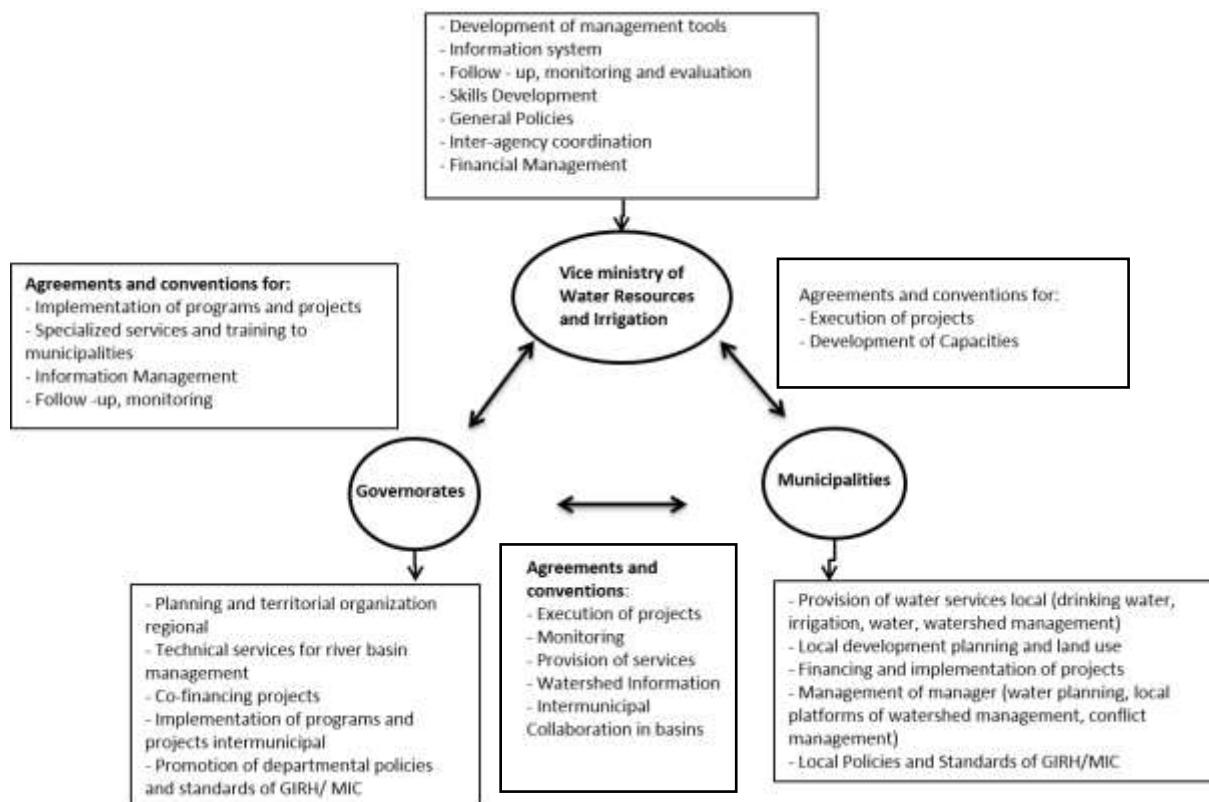 - Development of management tools
- Information system
- Follow - up, monitoring and evaluation
- Skills Development
- General Policies
- Inter-agency coordination
- Financial Management
Vice ministry of
Water Resources
and Irrigation
Agreements and conventions for:
- Implementation of programs and projects
- Specialized services and training to
municipalities
- Information Management
- Follow -up, monitoring
Agreements and conventions for:
- Execution of projects
- Development of Capacities
Governorates
Municipalities
- Planning and territorial organization
regional
- Technical services for river basin
management
- Co-financing projects
- Implementation of programs and
projects intermunicipal
- Promotion of departmental policies
and standards of GIRH/ MIC
Agreements and
conventions:
- Execution of projects
- Monitoring
- Provision of services
- Watershed Information
- Intermunicipal
Collaboration in basins
- Provision of water services local (drinking water,
irrigation, water, watershed management)
- Local development planning and land use
- Financing and implementation of projects
- Management of manager (water planning, local
platforms of watershed management, conflict
management)
- Local Policies and Standards of GIRH/MIC